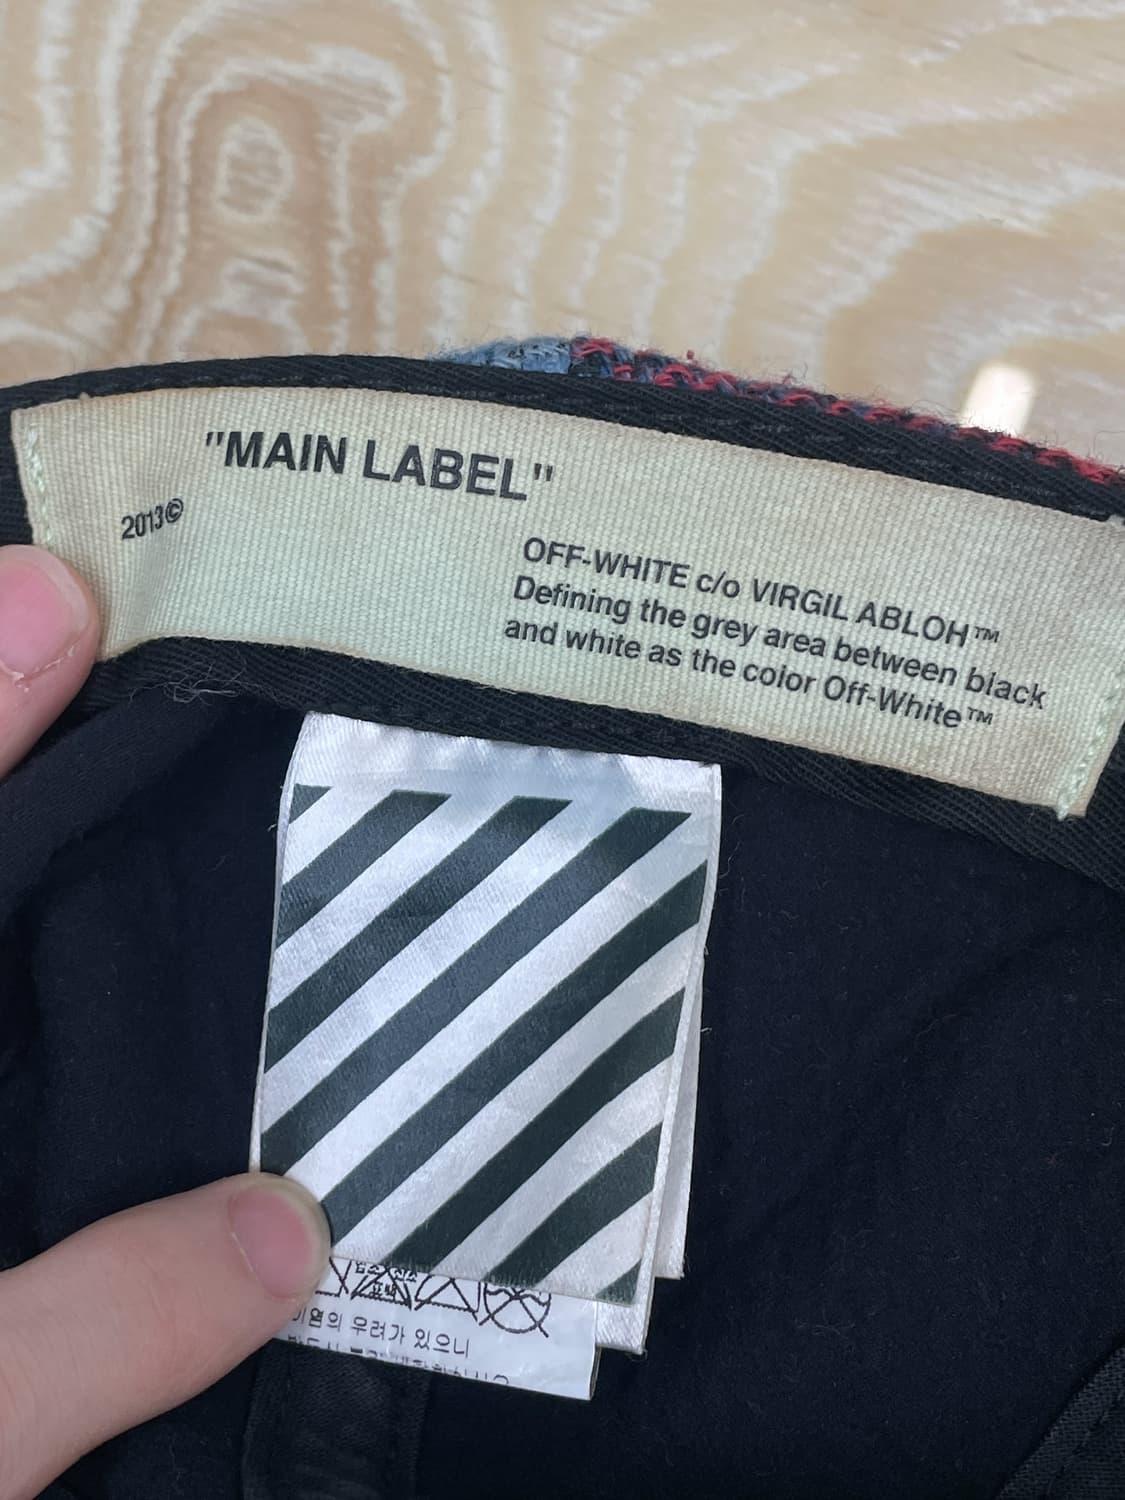 "MAIN LABEL"
2013©
OFF-WHITE c/o VIRGIL ABLOH™
Defining the grey area between black
and white as the color Off-White™
염의 우려가 있으니